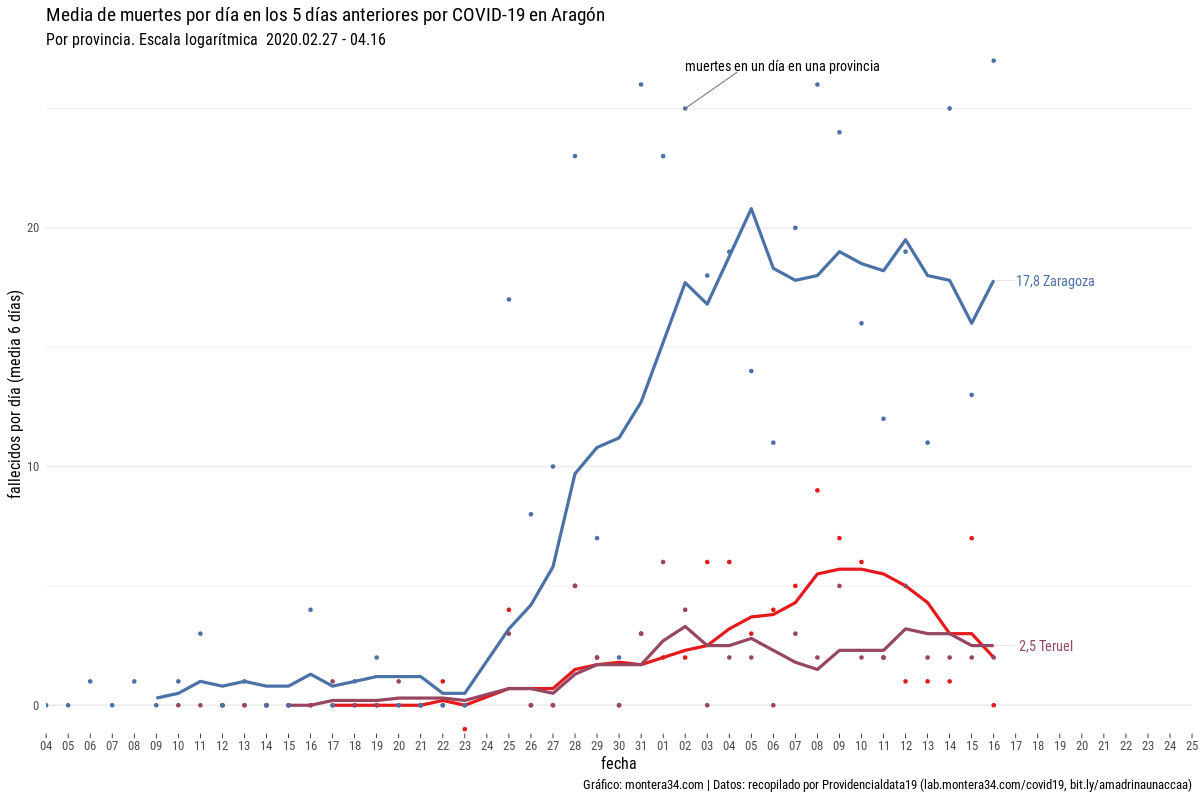 Media de muertes por día en los 5 días anteriores por COVID-19 en Aragón
Por provincia. Escala logarítmica 2020.02.27 - 04.16
muertes en un día en una provincia
20
10
0
fallecidos por día (media 6 días)
17,8 Zaragoza
2,5 Teruel
04 05 06 07 08 09 10 11 12 13 14 15 16 17 18 19 20 21 22 23 24 25 26 27 28 29 30 31 01 02 03 04 05 06 07 08 09 10 11 12 13 14 15 16 17 18 19 20 21 22 23 24 25
fecha
Gráfico: montera34.com | Datos: recopilado por Providencialdata19 (lab.montera34.com/covid19, bit.ly/amadrinaunaccaa)